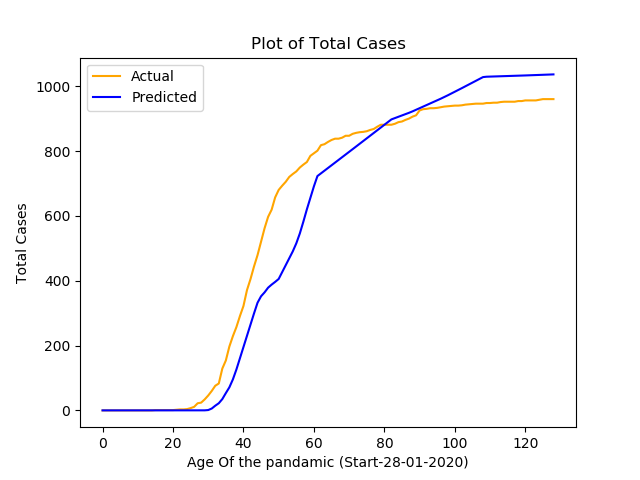 Plot of Total Cases
Actual
Predicted
1000
800
600
400
200
0
Total Cases
0 20 40 60 80 100 120
Age Of the pandamic (Start-28-01-2020)